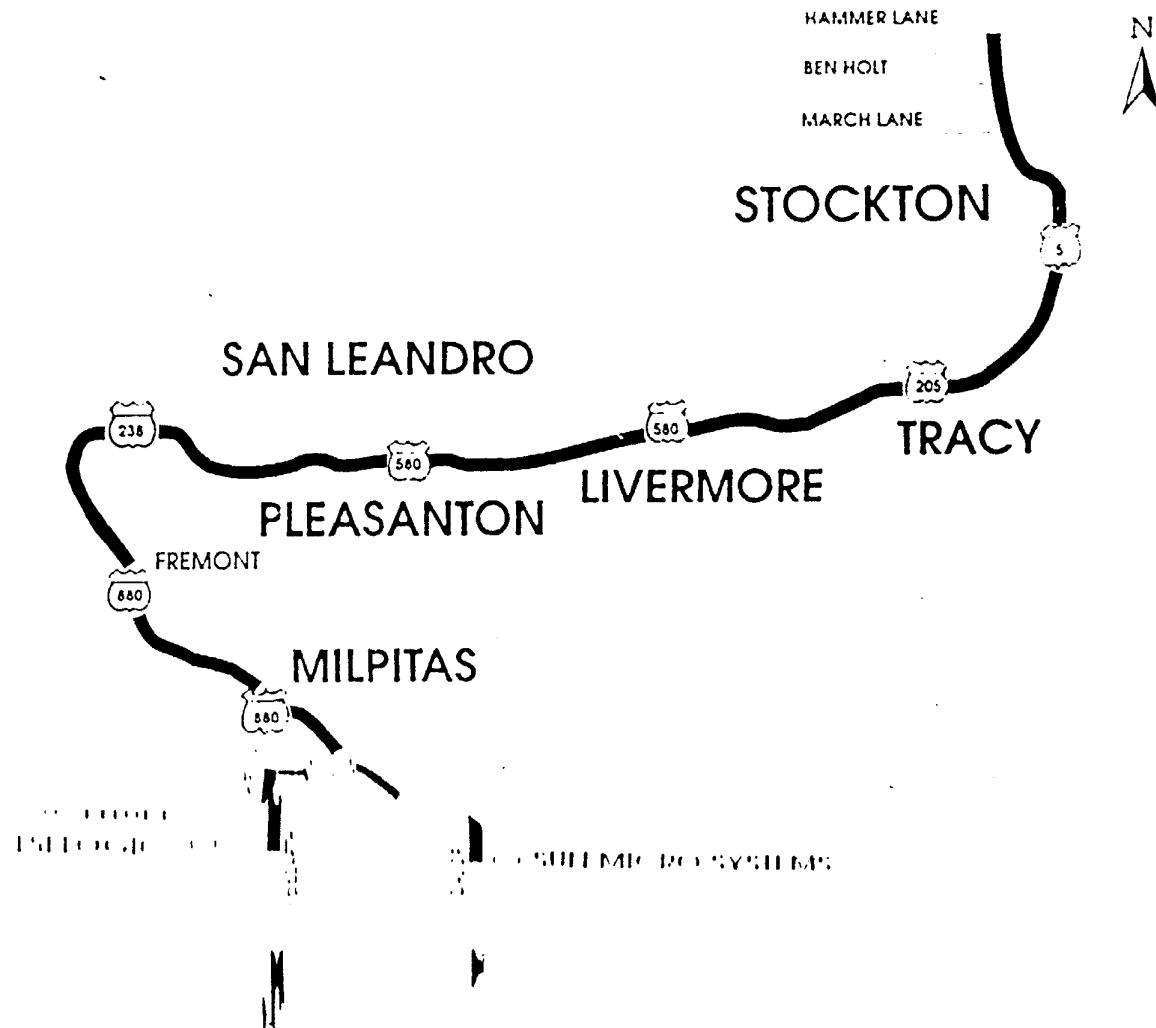 HAMMER LANE
N
BEN HOLT
MARCH LANE
STOCKTON
5
SAN LEANDRO
205
238
580
TRACY
580
LIVERMORE
PLEASANTON
FREMONT
880
MILPITAS
880
SYSTEMS